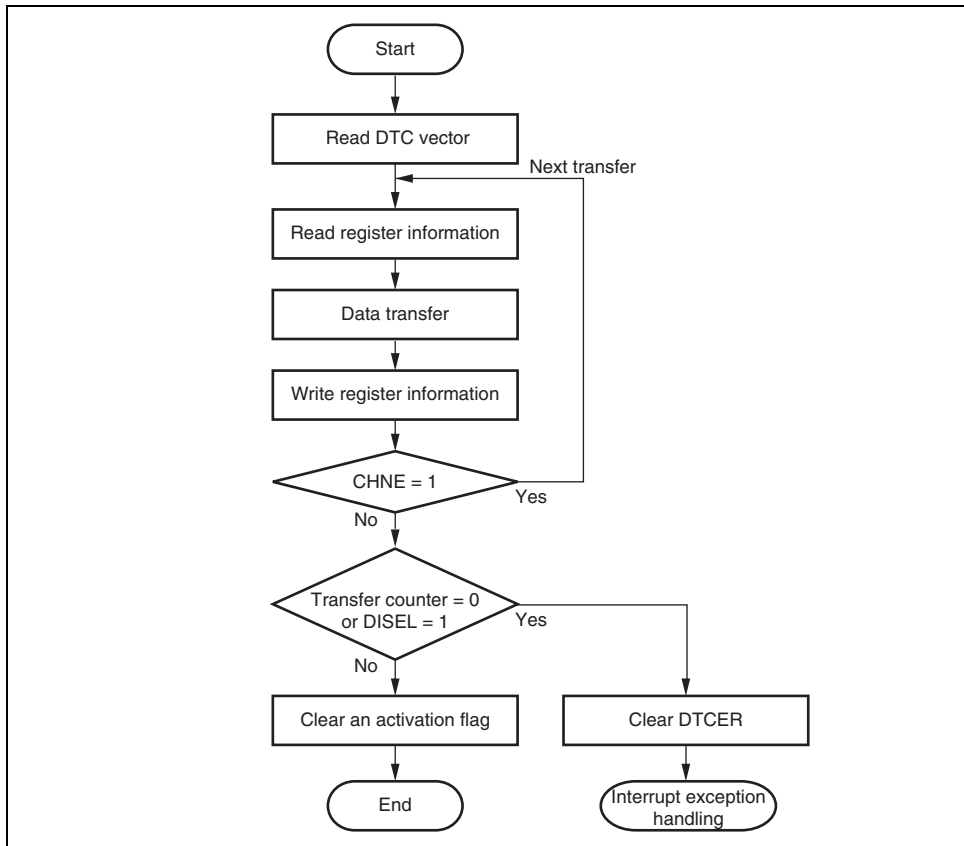 Start
Read DTC vector
Next transfer
Read register information
Data transfer
Write register information
CHNE = 1
Yes
No
Transfer counter = 0
or DISEL = 1
Yes
No
Clear an activation flag
Clear DTCER
End
Interrupt exception
handling